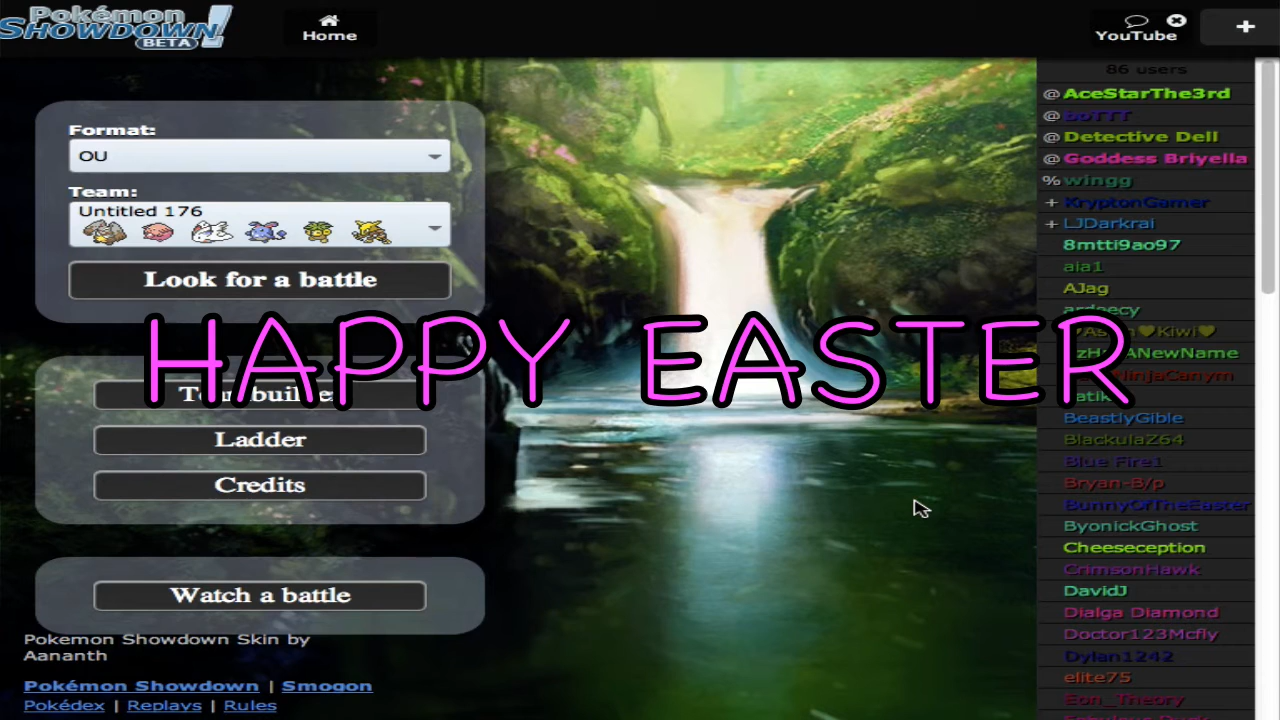 Pokémon
SHOWDOWN!
BETA
Home
YouTube
+
86 users
Format:
OU
Team:
Untitled 176
Look for a battle
HAPPY EASTER
Ladder
Credits
Watch a battle
Pokemon Showdown Skin by
Aananth
Pokémon Showdown | Smogon
Pokédex | Replays | Rules
@ AceStarThe3rd
@ boTTT
@ Detective Dell
@ Goddess Briyella
% wingg
+ KryptonGamer
+ LJDarkrai
8mtti9ao97
aia1
AJag
Kiwi
ANewName
BeastlyGible
BlackulaZ64
Blue Fire1
Bryan-B/p
BunnyOfTheEaster
ByonickGhost
Cheeseception
CrimsonHawk
DavidJ
Dialga Diamond
Doctor123Mcfly
Dylan1242
elite75
Eon_Theory